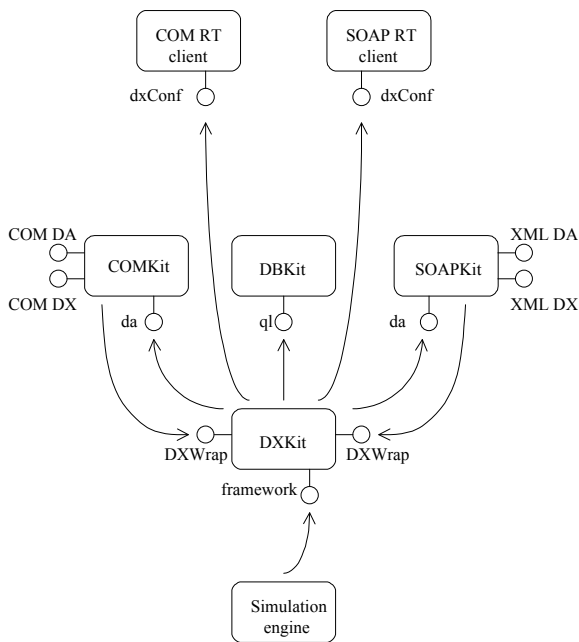 COM RT
client
SOAP RT
client
dxConf
dxConf
COM DA
COM DX
COMKit
DBKit
SOAPKit
XML DA
XML DX
da
ql
da
DXWrap
DXKit
DXWrap
framework
Simulation
engine